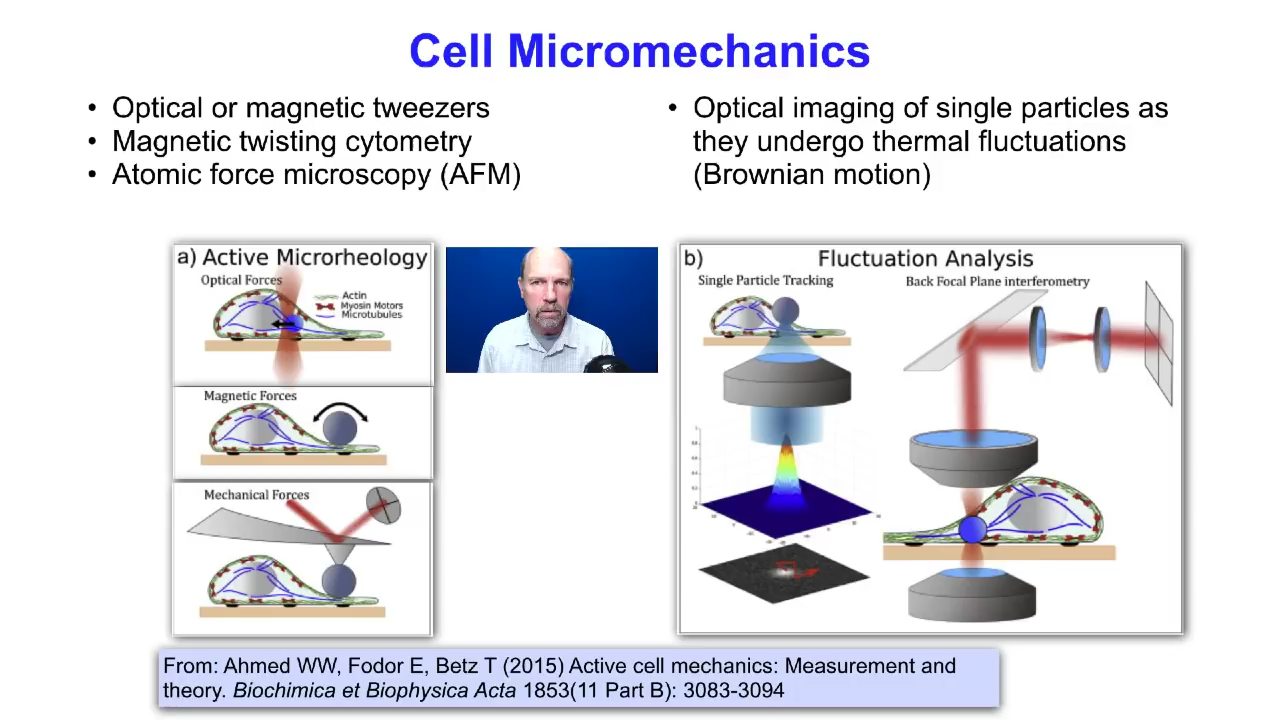 Cell Micromechanics
• Optical or magnetic tweezers
• Magnetic twisting cytometry
• Atomic force microscopy (AFM)
• Optical imaging of single particles as
they undergo thermal fluctuations
(Brownian motion)
a) Active Microrheology
Optical Forces
Actin
Myosin Motors
Microtubules
Magnetic Forces
Mechanical Forces
b) Fluctuation Analysis
Single Particle Tracking
Back Focal Plane interferometry
From: Ahmed WW, Fodor E, Betz T (2015) Active cell mechanics: Measurement and
theory. Biochimica et Biophysica Acta 1853(11 Part B): 3083-3094